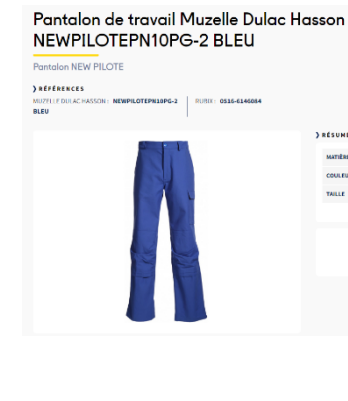 Pantalon de travail Muzelle Dulac Hasson
NEWPILOTEPN10PG-2 BLEU
Pantalon NEW PILOTE
❯ RÉFÉRENCES
MUZELLE DULAC HASSON : NEWPILOTEPN10PG-2 BLEU
RUBIX : 0516-6146084
❯ RÉSUM
MATIÈR
COULEU
TAILLE